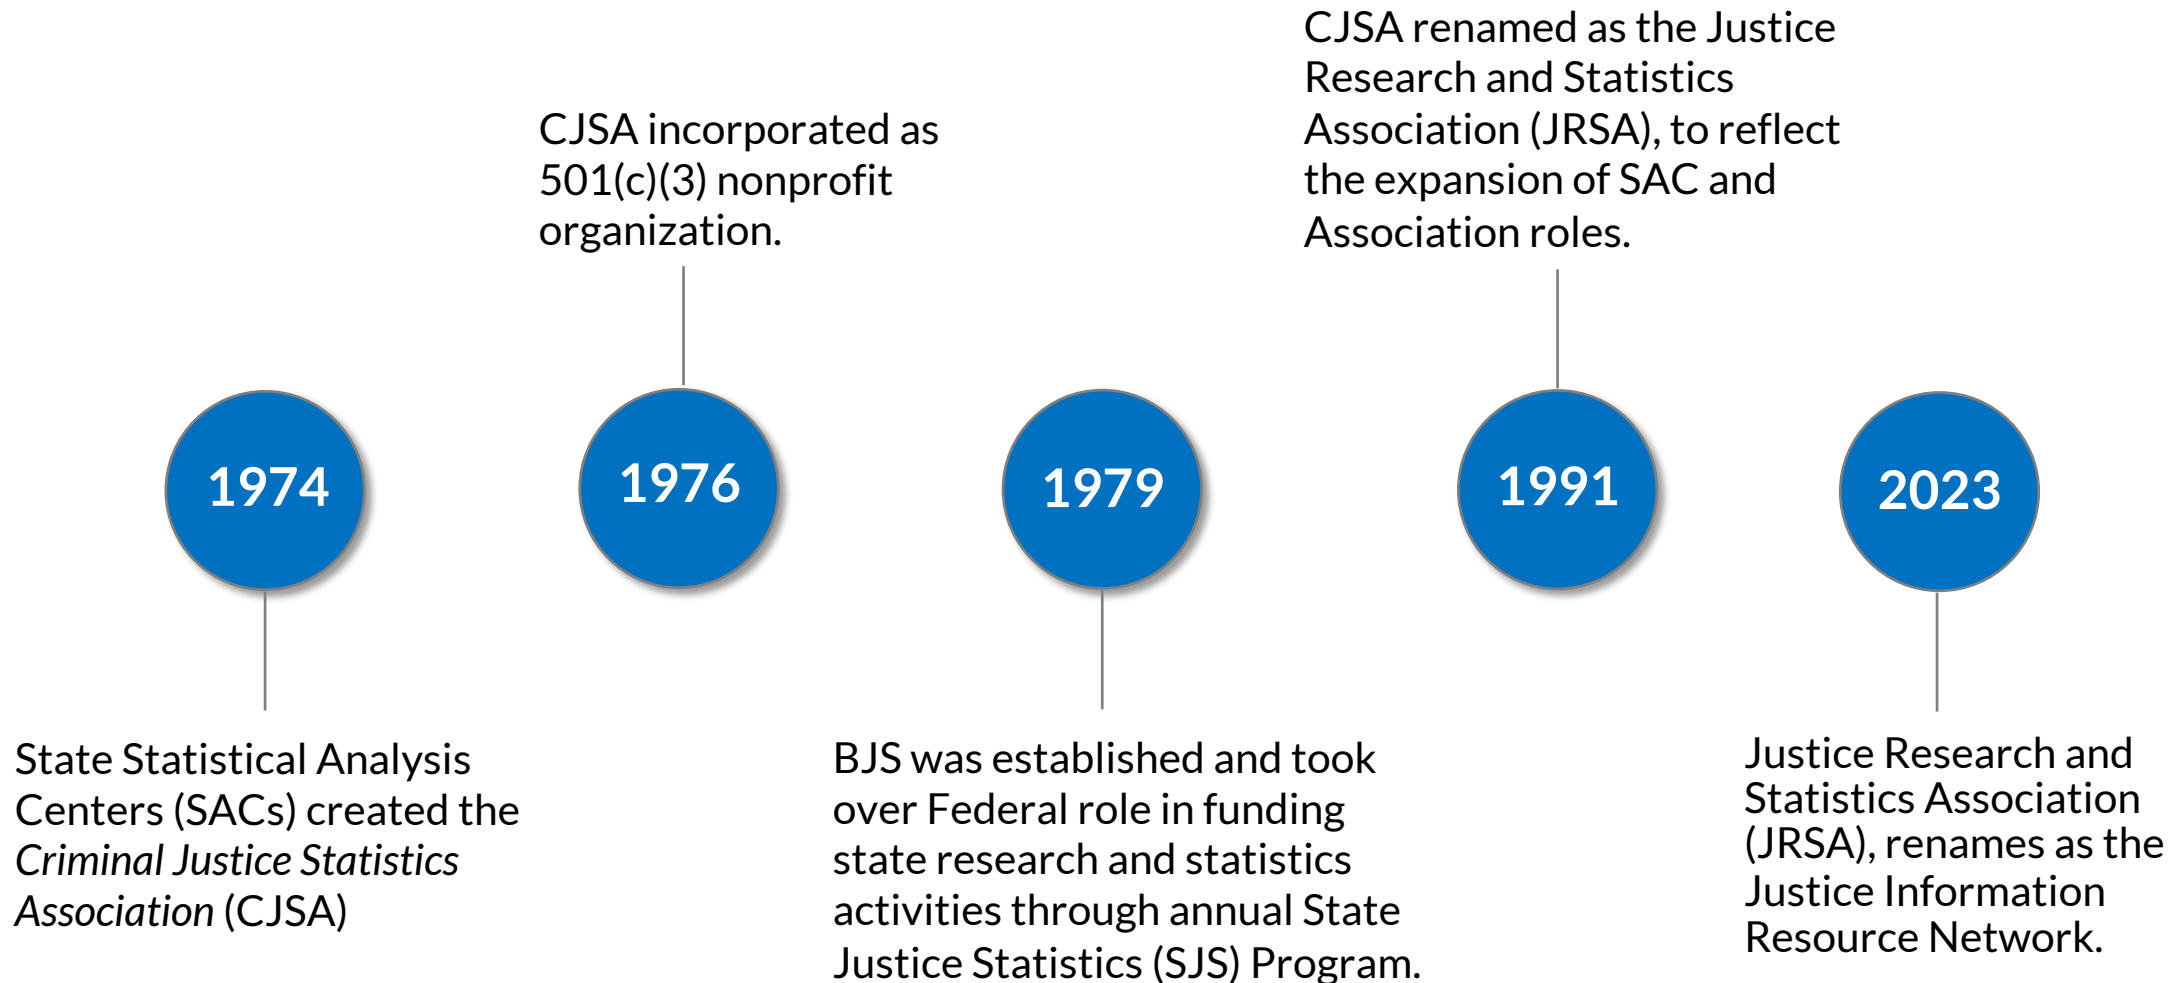 1974
State Statistical Analysis
Centers (SACs) created the
Criminal Justice Statistics
Association (CJSA)
CJSA incorporated as
501(c)(3) nonprofit
organization.
1976
1979
BJS was established and took
over Federal role in funding
state research and statistics
activities through annual State
Justice Statistics (SJS) Program.
CJSA renamed as the Justice
Research and Statistics
Association (JRSA), to reflect
the expansion of SAC and
Association roles.
1991
2023
Justice Research and
Statistics Association
(JRSA), renames as the
Justice Information
Resource Network.